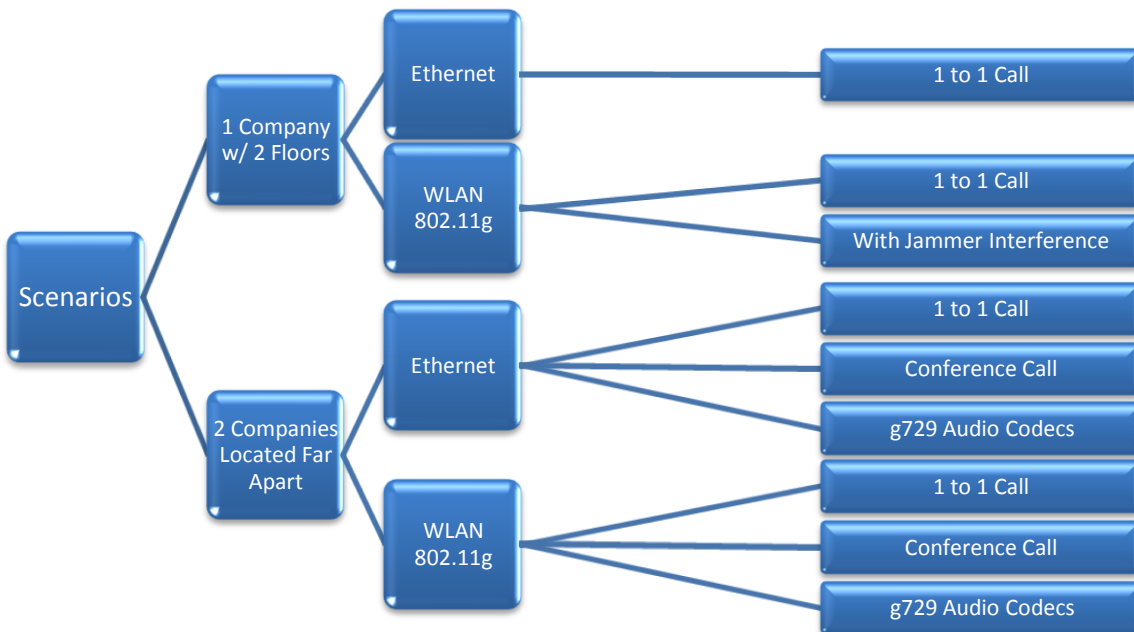 Scenarios
1 Company
w/ 2 Floors
Ethernet
1 to 1 Call
WLAN
802.11g
1 to 1 Call
With Jammer Interference
2 Companies
Located Far
Apart
Ethernet
1 to 1 Call
Conference Call
g729 Audio Codecs
WLAN
802.11g
1 to 1 Call
Conference Call
g729 Audio Codecs